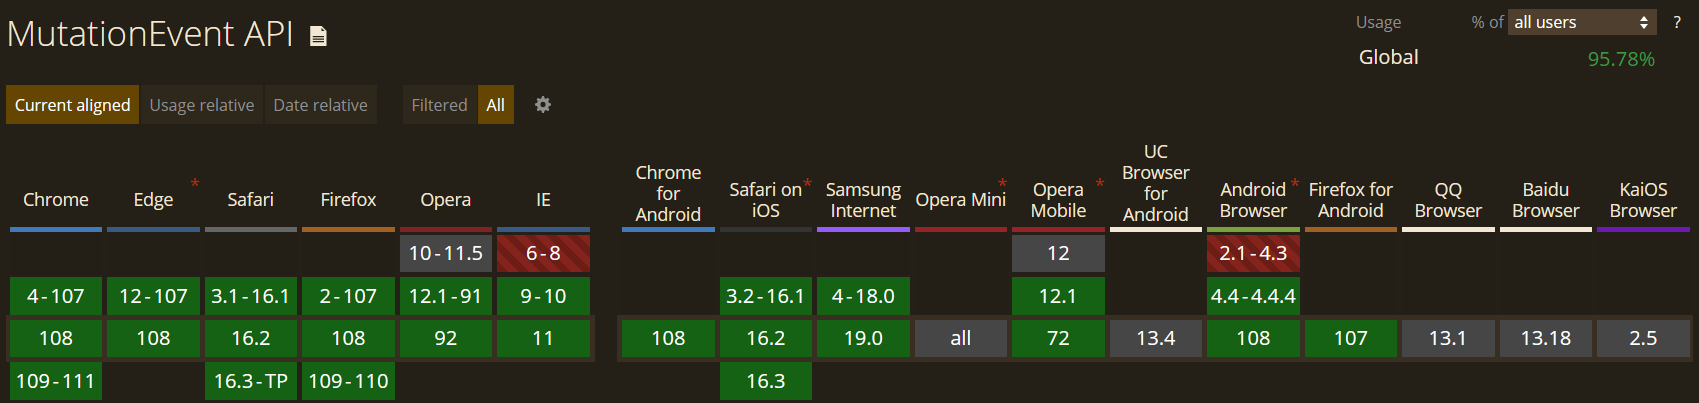 MutationEvent API
Usage % of all users ?
Global 95.78%
Current aligned Usage relative Date relative Filtered All
Chrome
Edge *
Safari
Firefox
Opera
IE
Chrome
for
Android
Safari on *
iOS
Samsung
Internet
Opera Mini *
Opera *
Mobile
UC
Browser
for
Android
Android *
Browser
Firefox for
Android
QQ
Browser
Baidu
Browser
KaiOS
Browser
10-11.5 6-8 12 2.1-4.3
4-107 12-107 3.1-16.1 2-107 12.1-91 9-10 3.2-16.1 4-18.0 12.1 4.4-4.4.4
108 108 16.2 108 92 11 108 16.2 19.0 all 72 13.4 108 107 13.1 13.18 2.5
109-111 16.3-TP 109-110 16.3